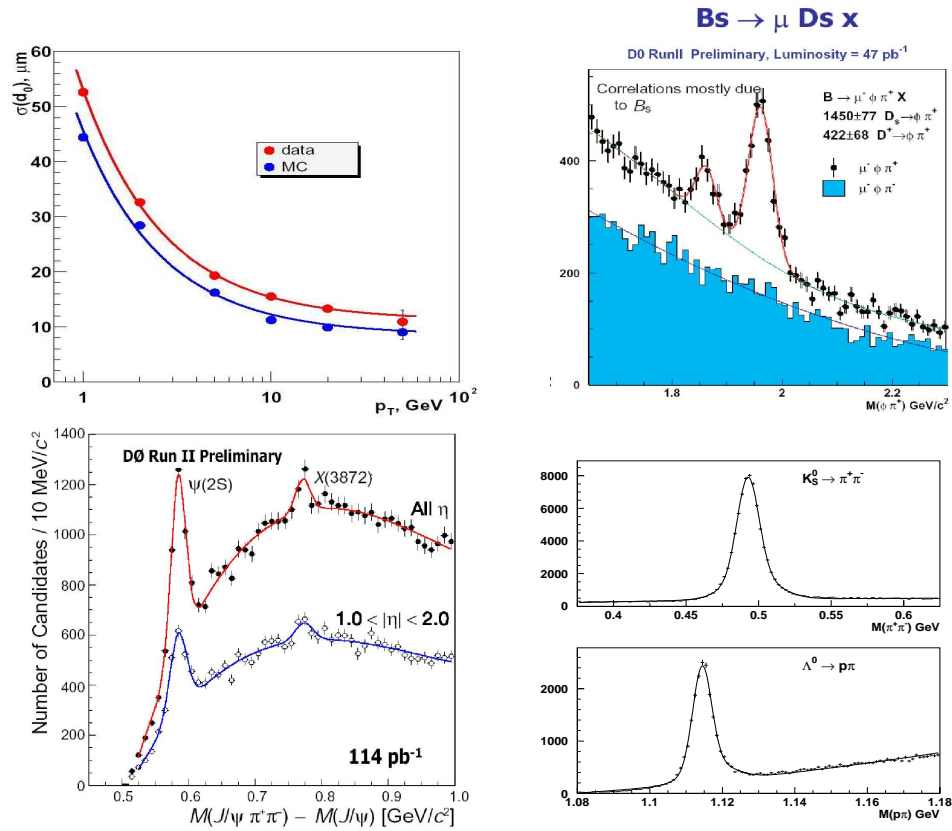 Bs → μ Ds x
D0 RunII Preliminary, Luminosity = 47 pb⁻¹
σ(d₀), μm
60
50
40
30
20
10
0
data
MC
1
10
10²
p_T, GeV
Correlations mostly due
to B_s
B → μ⁻ φ π⁺ X
1450±77 D_s→φ π⁺
422±68 D⁺→φ π⁺
μ⁻ φ π⁺
μ⁻ φ π⁻
400
200
0
1.8
2
2.2
M(φ π⁺) GeV/c²
Number of Candidates / 10 MeV/c²
1400
1200
1000
800
600
400
200
0
DØ Run II Preliminary
ψ(2S)
X(3872)
All η
1.0 < |η| < 2.0
114 pb⁻¹
0.5
0.6
0.7
0.8
0.9
1.0
M(J/ψ π⁺π⁻) − M(J/ψ) [GeV/c²]
8000
6000
4000
2000
0
K⁰_S → π⁺π⁻
0.4
0.45
0.5
0.55
0.6
M(π⁺π⁻) GeV
2400
1600
800
0
Λ⁰ → pπ
1.08
1.1
1.12
1.14
1.16
1.18
M(pπ) GeV